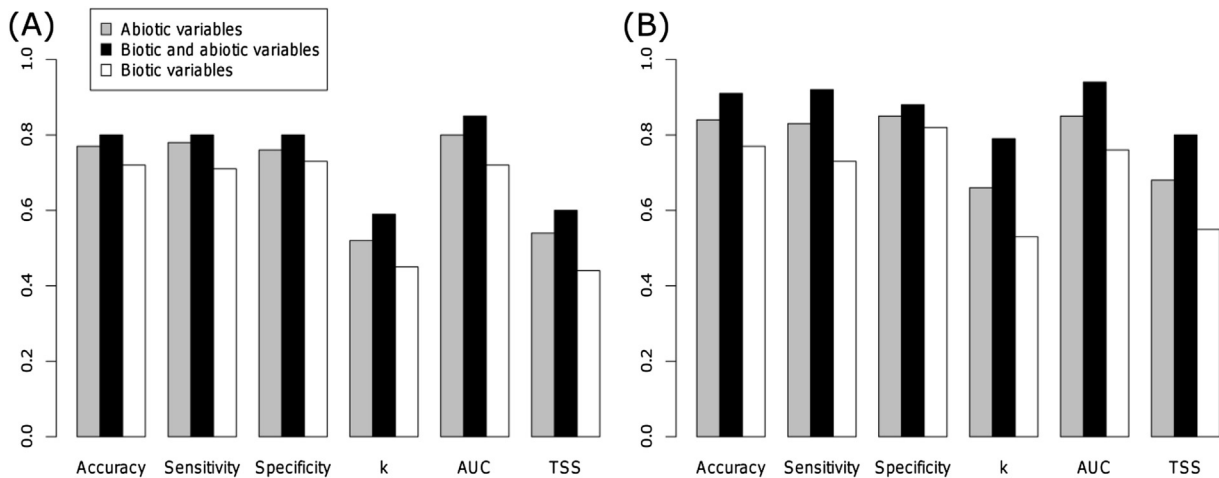 (A)
Abiotic variables
Biotic and abiotic variables
Biotic variables
1.0
0.8
0.6
0.4
0.2
0.0
Accuracy Sensitivity Specificity k AUC TSS
(B)
1.0
0.8
0.6
0.4
0.2
0.0
Accuracy Sensitivity Specificity k AUC TSS